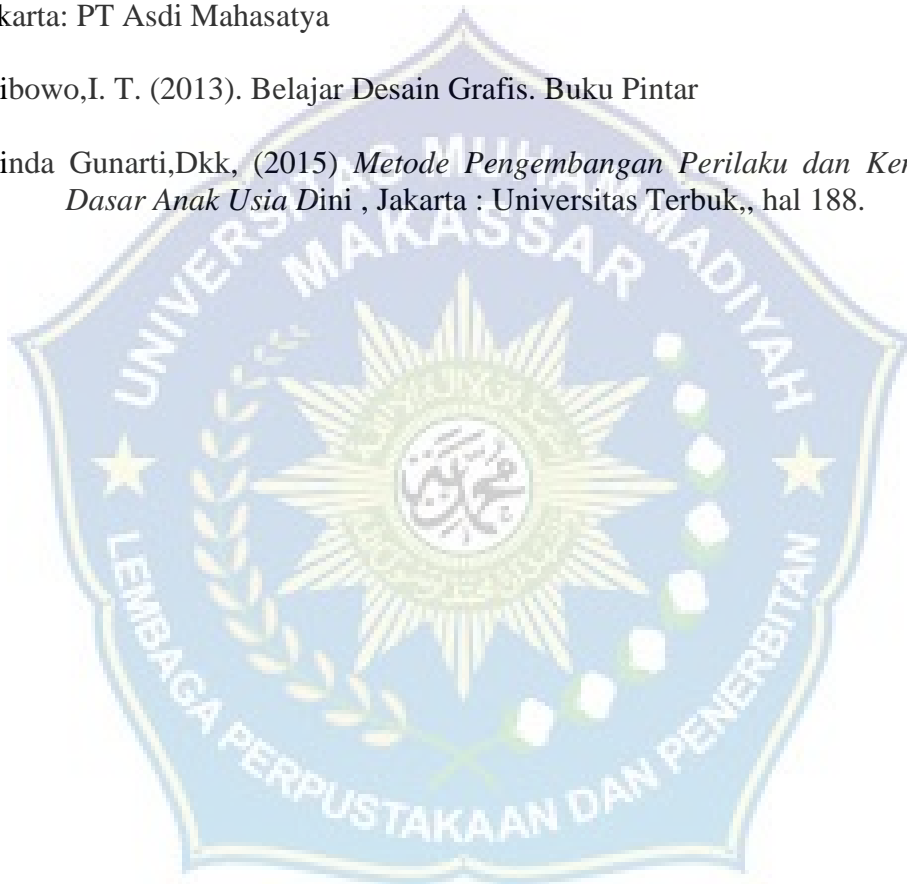 karta: PT Asdi Mahasatya
ibowo,I. T. (2013). Belajar Desain Grafis. Buku Pintar
inda Gunarti,Dkk, (2015) Metode Pengembangan Perilaku dan Ken
Dasar Anak Usia Dini , Jakarta : Universitas Terbuk,, hal 188.
UNIVERSITAS MUHAMMADIYAH
MAKASSAR
LEMBAGA PERPUSTAKAAN DAN PENERBITAN